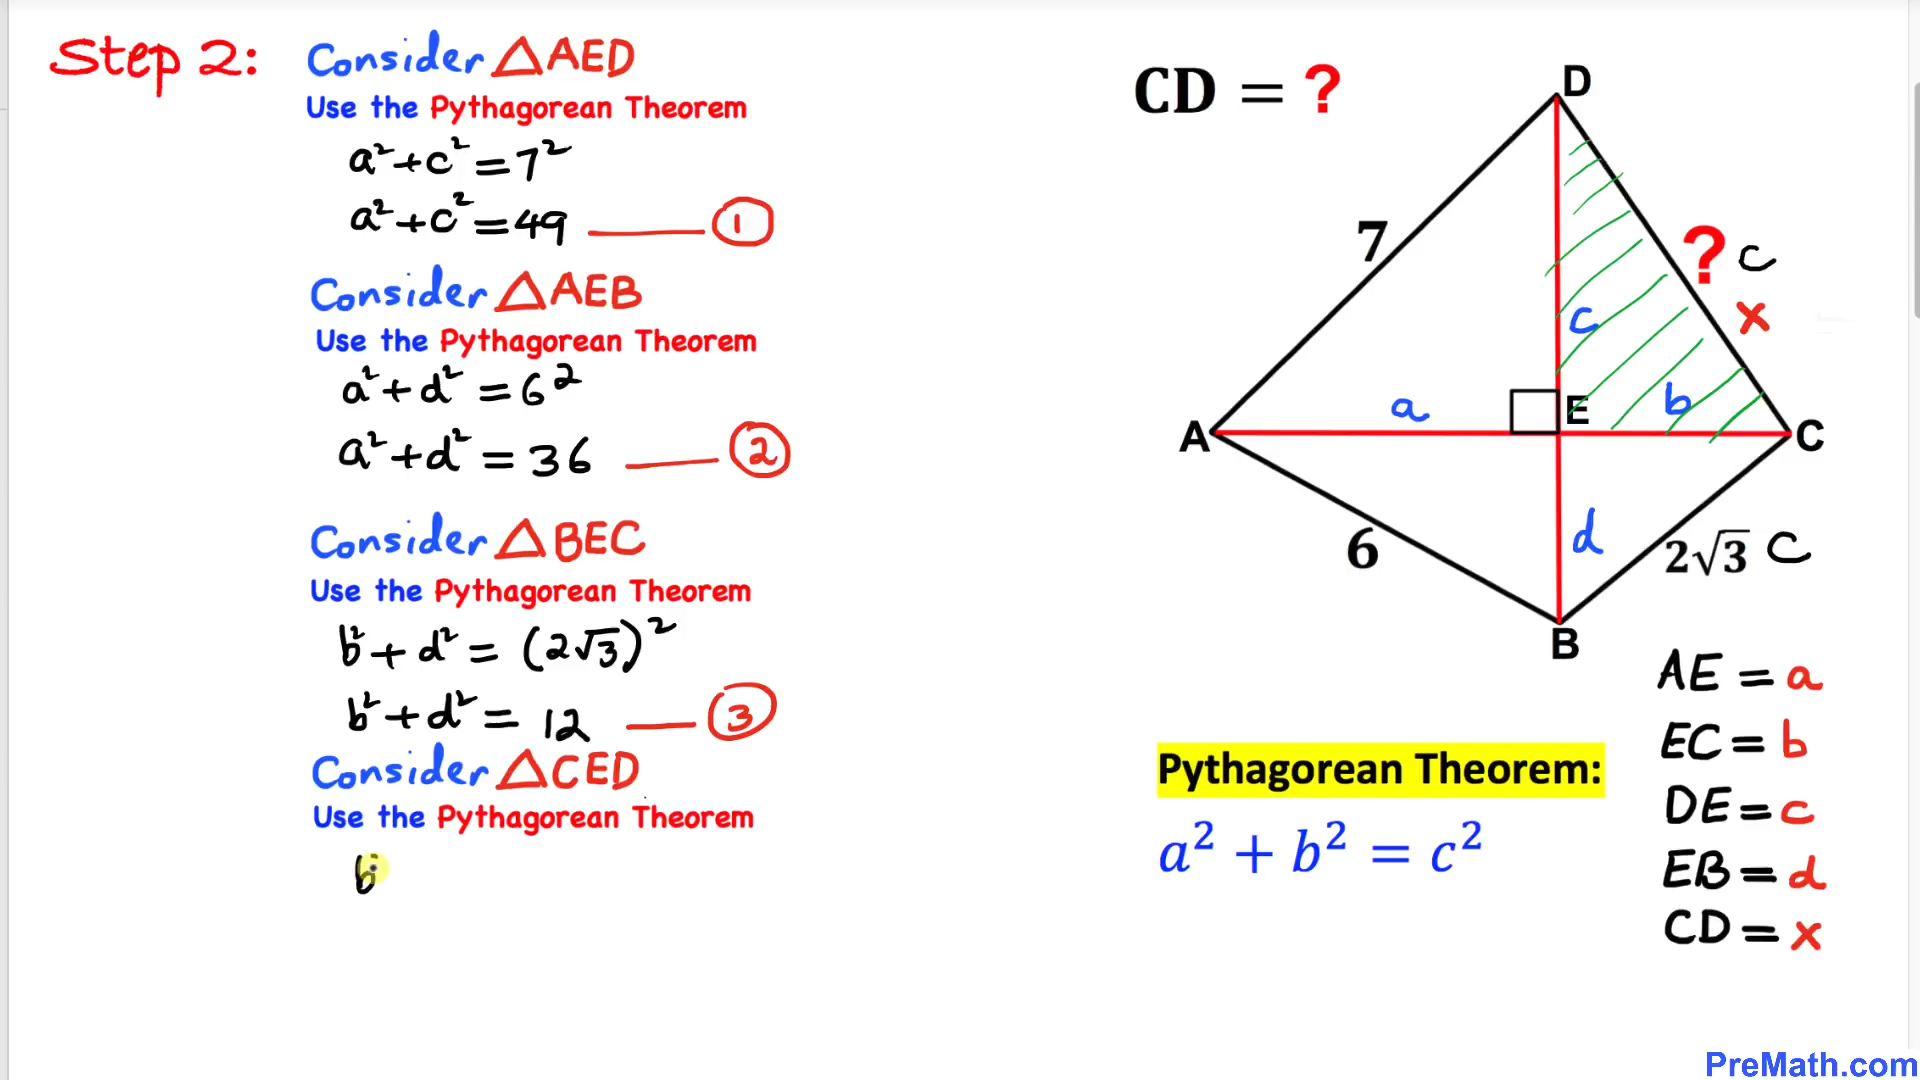 Step 2:
Consider △AED
Use the Pythagorean Theorem
a²+c²=7²
a²+c²=49 ——— ①
Consider △AEB
Use the Pythagorean Theorem
a²+d²=6²
a²+d²=36 ——— ②
Consider △BEC
Use the Pythagorean Theorem
b²+d²=(2√3)²
b²+d²=12 ——— ③
Consider △CED
Use the Pythagorean Theorem
b
CD = ?
D
7
? c
x
c
a
E
b
A
C
6
d
2√3 c
B
Pythagorean Theorem:
a² + b² = c²
AE = a
EC = b
DE = c
EB = d
CD = x
PreMath.com